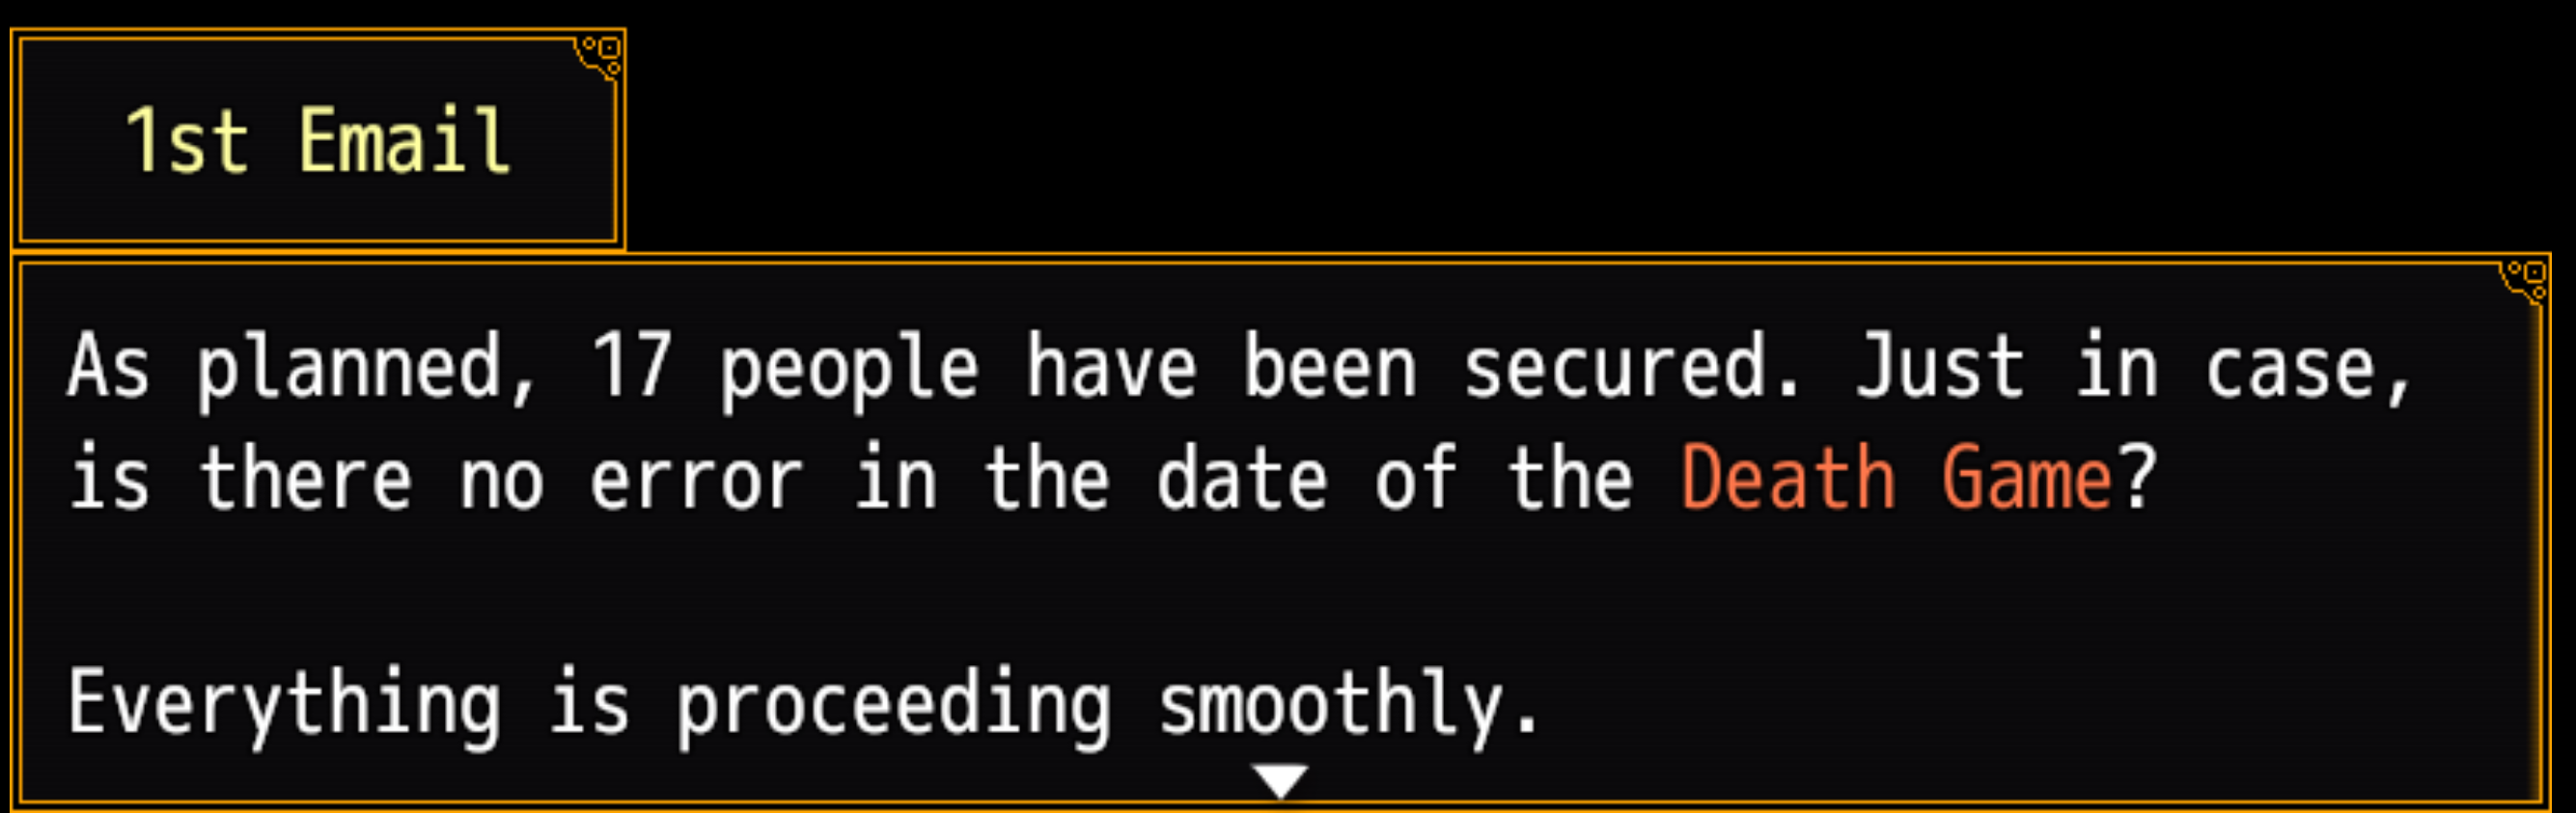 1st Email
As planned, 17 people have been secured. Just in case,
is there no error in the date of the Death Game?
Everything is proceeding smoothly.